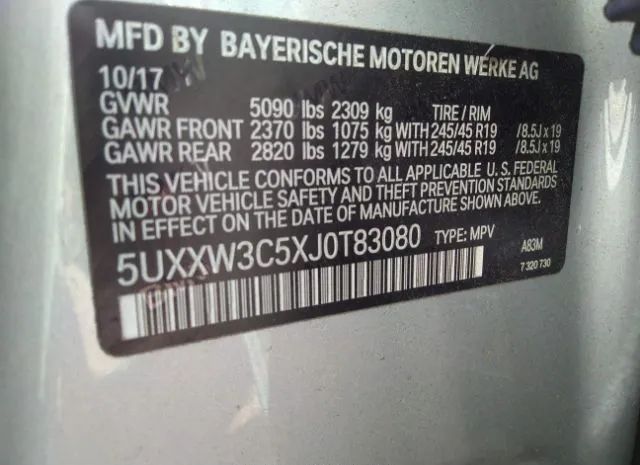 MFD BY BAYERISCHE MOTOREN WERKE AG
10/17
GVWR 5090 lbs 2309 kg TIRE / RIM
GAWR FRONT 2370 lbs 1075 kg WITH 245/45 R19 /8.5J x 19
GAWR REAR 2820 lbs 1279 kg WITH 245/45 R19 /8.5J x 19
THIS VEHICLE CONFORMS TO ALL APPLICABLE U. S. FEDERAL
MOTOR VEHICLE SAFETY AND THEFT PREVENTION STANDARDS
IN EFFECT ON THE DATE OF MANUFACTURE SHOWN ABOVE.
5UXXW3C5XJ0T83080 TYPE: MPV A83M
7 320 730